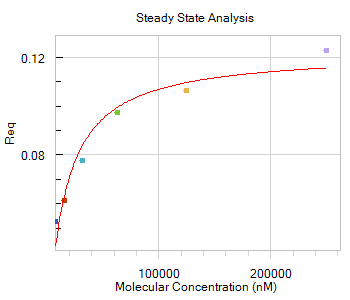 Steady State Analysis
0.12
Req
0.08
100000 200000
Molecular Concentration (nM)